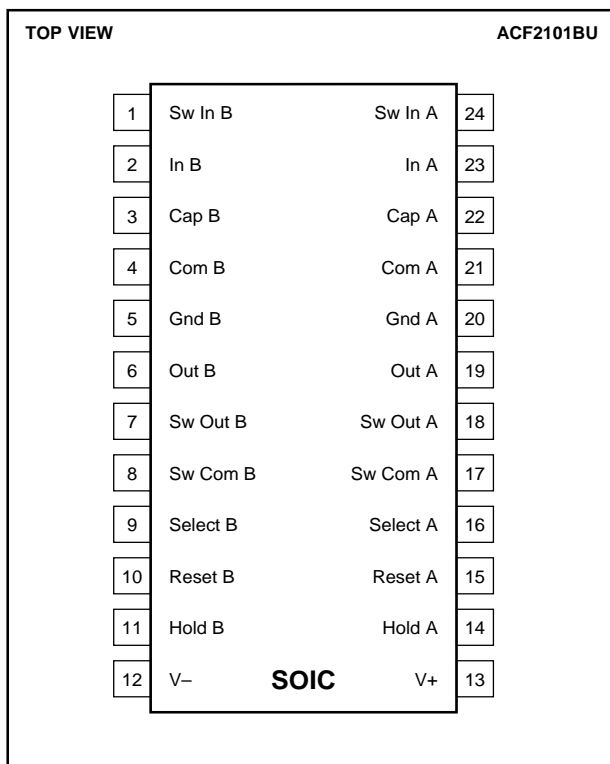 TOP VIEW ACF2101BU
1 Sw In B Sw In A 24
2 In B In A 23
3 Cap B Cap A 22
4 Com B Com A 21
5 Gnd B Gnd A 20
6 Out B Out A 19
7 Sw Out B Sw Out A 18
8 Sw Com B Sw Com A 17
9 Select B Select A 16
10 Reset B Reset A 15
11 Hold B Hold A 14
12 V– SOIC V+ 13